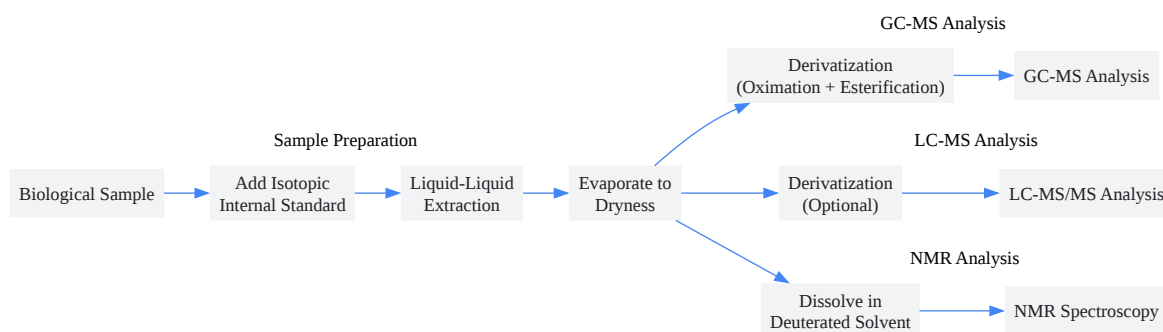 GC-MS Analysis
Derivatization
(Oximation + Esterification)
GC-MS Analysis
Sample Preparation
LC-MS Analysis
Biological Sample
Add Isotopic
Internal Standard
Liquid-Liquid
Extraction
Evaporate to
Dryness
Derivatization
(Optional)
LC-MS/MS Analysis
NMR Analysis
Dissolve in
Deuterated Solvent
NMR Spectroscopy